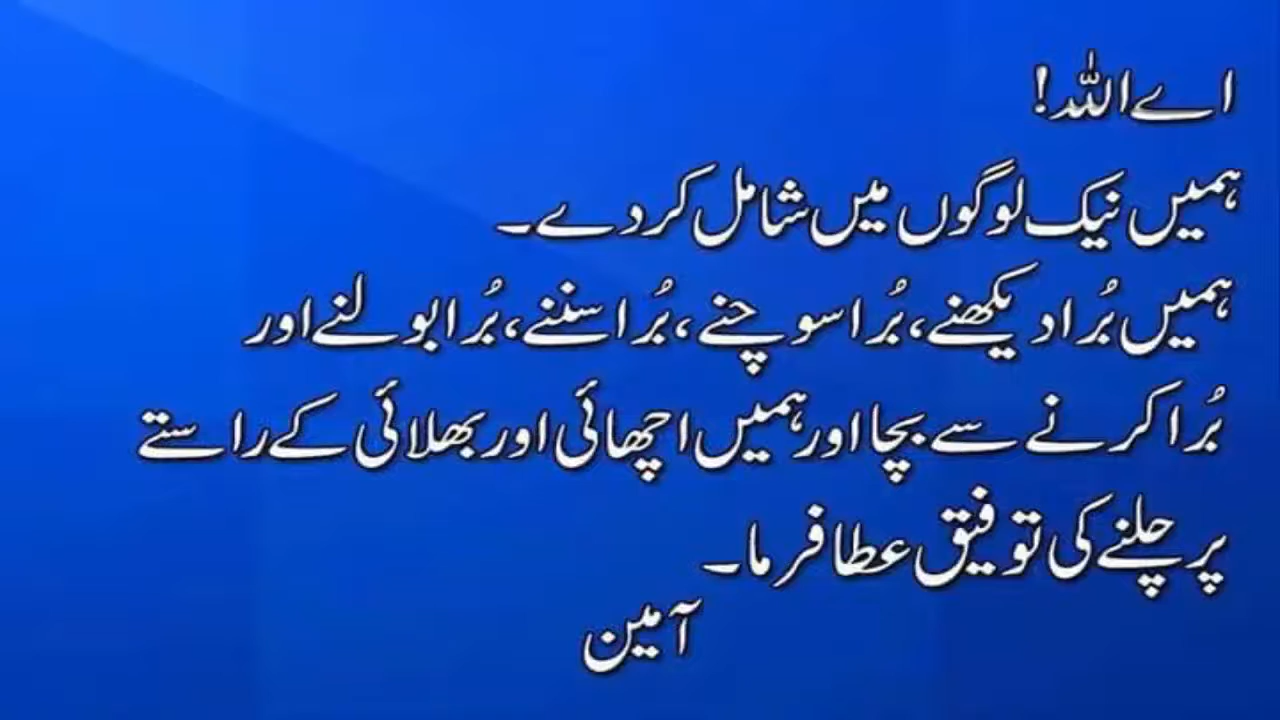 اے اللہ!
ہمیں نیک لوگوں میں شامل کر دے۔
ہمیں بُرا دیکھنے، بُرا سوچنے، بُرا سننے، بُرا بولنے اور
بُرا کرنے سے بچا اور ہمیں اچھائی اور بھلائی کے راستے
پر چلنے کی توفیق عطا فرما۔
آمین